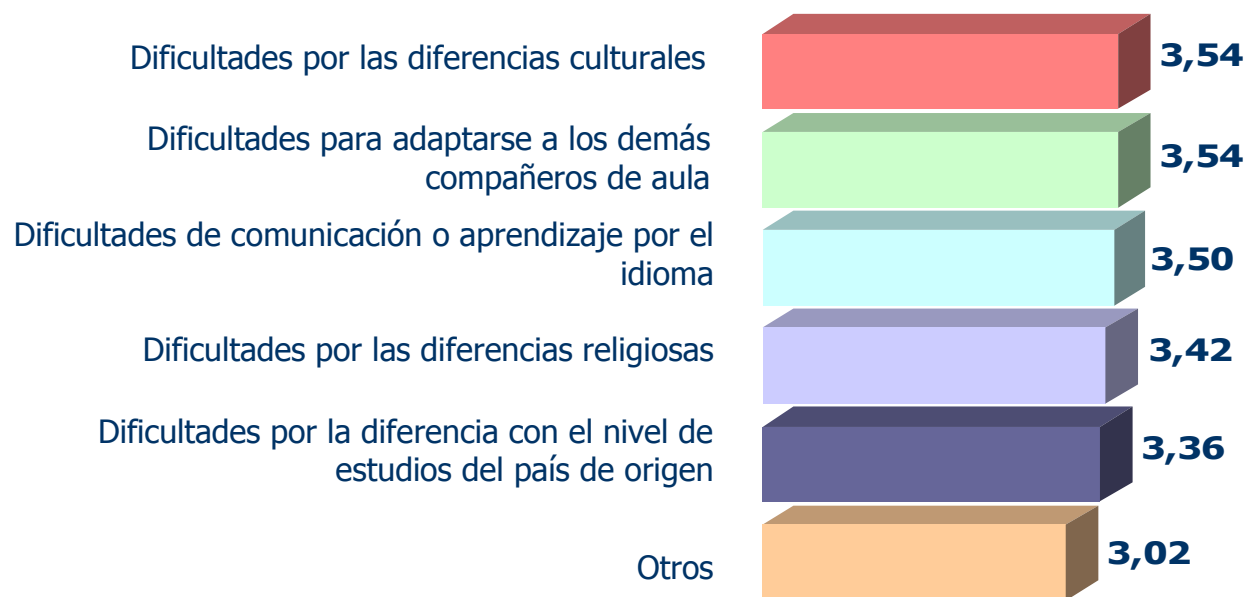 Dificultades por las diferencias culturales 3,54
Dificultades para adaptarse a los demás
compañeros de aula 3,54
Dificultades de comunicación o aprendizaje por el
idioma 3,50
Dificultades por las diferencias religiosas 3,42
Dificultades por la diferencia con el nivel de
estudios del país de origen 3,36
Otros 3,02